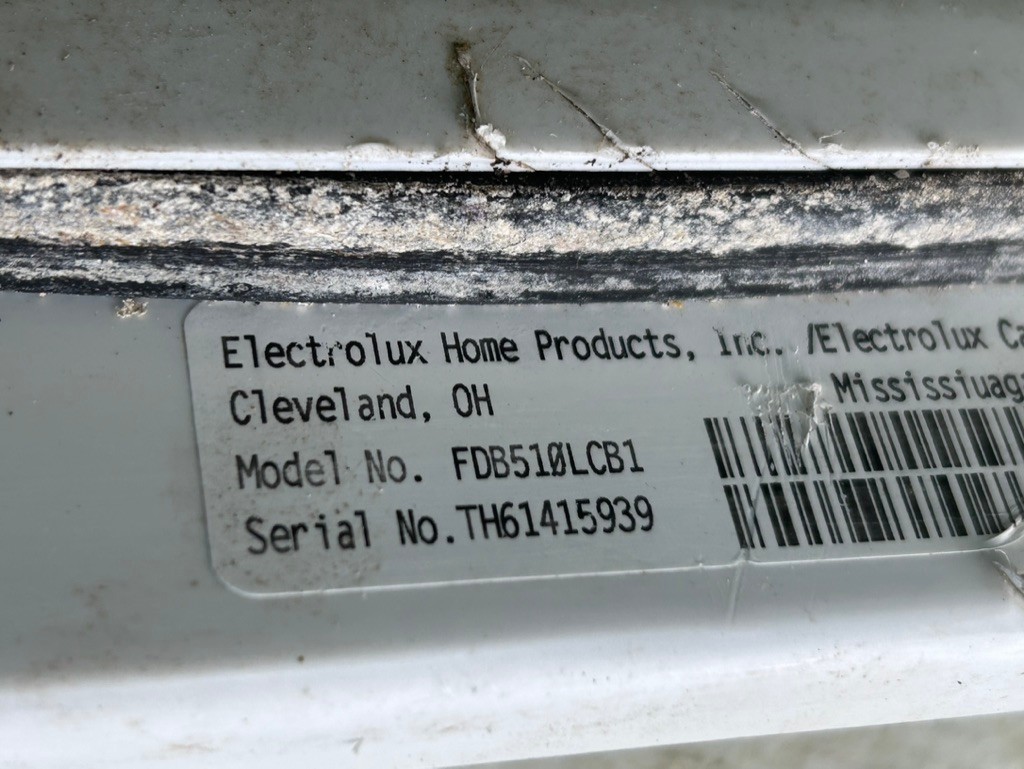 Electrolux Home Products, Inc. /Electrolux Ca
Cleveland, OH
Mississiuaga
Model No. FDB510LCB1
Serial No.TH61415939